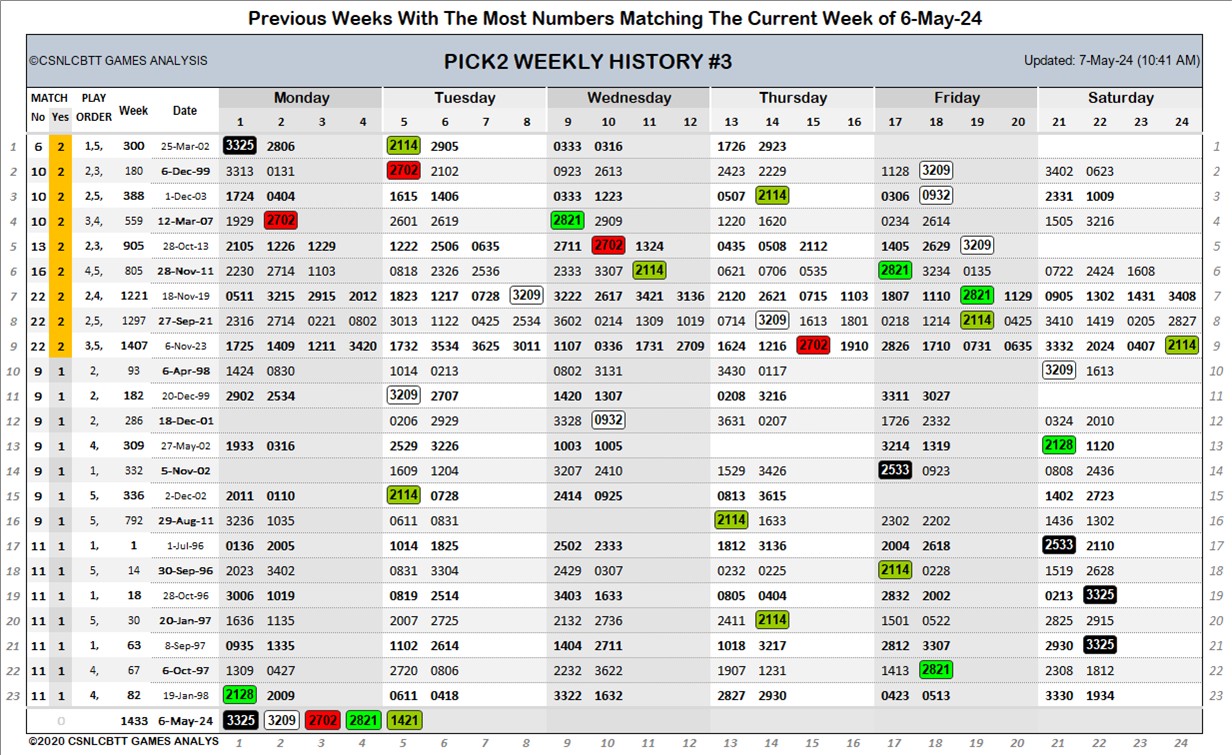 Previous Weeks With The Most Numbers Matching The Current Week of 6-May-24
©CSNLCBTT GAMES ANALYSIS PICK2 WEEKLY HISTORY #3 Updated: 7-May-24 (10:41 AM)
MATCH PLAY Week Date Monday Tuesday Wednesday Thursday Friday Saturday
No Yes ORDER 1 2 3 4 5 6 7 8 9 10 11 12 13 14 15 16 17 18 19 20 21 22 23 24
1 6 2 1,5, 300 25-Mar-02 3325 2806 2114 2905 0333 0316 1726 2923 1
2 10 2 2,3, 180 6-Dec-99 3313 0131 2702 2102 0923 2613 2423 2229 1128 3209 3402 0623 2
3 10 2 2,5, 388 1-Dec-03 1724 0404 1615 1406 0333 1223 0507 2114 0306 0932 2331 1009 3
4 10 2 3,4, 559 12-Mar-07 1929 2702 2601 2619 2821 2909 1220 1620 0234 2614 1505 3216 4
5 13 2 2,3, 905 28-Oct-13 2105 1226 1229 1222 2506 0635 2711 2702 1324 0435 0508 2112 1405 2629 3209 5
6 16 2 4,5, 805 28-Nov-11 2230 2714 1103 0818 2326 2536 2333 3307 2114 0621 0706 0535 2821 3234 0135 0722 2424 1608 6
7 22 2 2,4, 1221 18-Nov-19 0511 3215 2915 2012 1823 1217 0728 3209 3222 2617 3421 3136 2120 2621 0715 1103 1807 1110 2821 1129 0905 1302 1431 3408 7
8 22 2 2,5, 1297 27-Sep-21 2316 2714 0221 0802 3013 1122 0425 2534 3602 0214 1309 1019 0714 3209 1613 1801 0218 1214 2114 0425 3410 1419 0205 2827 8
9 22 2 3,5, 1407 6-Nov-23 1725 1409 1211 3420 1732 3534 3625 3011 1107 0336 1731 2709 1624 1216 2702 1910 2826 1710 0731 0635 3332 2024 0407 2114 9
10 9 1 2, 93 6-Apr-98 1424 0830 1014 0213 0802 3131 3430 0117 3209 1613 10
11 9 1 2, 182 20-Dec-99 2902 2534 3209 2707 1420 1307 0208 3216 3311 3027 11
12 9 1 2, 286 18-Dec-01 0206 2929 3328 0932 3631 0207 1726 2332 0324 2010 12
13 9 1 4, 309 27-May-02 1933 0316 2529 3226 1003 1005 3214 1319 2128 1120 13
14 9 1 1, 332 5-Nov-02 1609 1204 3207 2410 1529 3426 2533 0923 0808 2436 14
15 9 1 5, 336 2-Dec-02 2011 0110 2114 0728 2414 0925 0813 3615 1402 2723 15
16 9 1 5, 792 29-Aug-11 3236 1035 0611 0831 2114 1633 2302 2202 1436 1302 16
17 11 1 1, 1 1-Jul-96 0136 2005 1014 1825 2502 2333 1812 3136 2004 2618 2533 2110 17
18 11 1 5, 14 30-Sep-96 2023 3402 0831 3304 2429 0307 0232 0225 2114 0228 1519 2628 18
19 11 1 1, 18 28-Oct-96 3006 1019 0819 2514 3403 1633 0805 0404 2832 2002 0213 3325 19
20 11 1 5, 30 20-Jan-97 1636 1135 2007 2725 2132 2736 2411 2114 1501 0522 2825 2915 20
21 11 1 1, 63 8-Sep-97 0935 1335 1102 2614 1404 2711 1018 3217 2812 3307 2930 3325 21
22 11 1 4, 67 6-Oct-97 1309 0427 2720 0806 2232 3622 1907 1231 1413 2821 2308 1812 22
23 11 1 4, 82 19-Jan-98 2128 2009 0611 0418 3322 1632 2827 2930 0423 0513 3330 1934 23
0 1433 6-May-24 3325 3209 2702 2821 1421
©2020 CSNLCBTT GAMES ANALYS 1 2 3 4 5 6 7 8 9 10 11 12 13 14 15 16 17 18 19 20 21 22 23 24